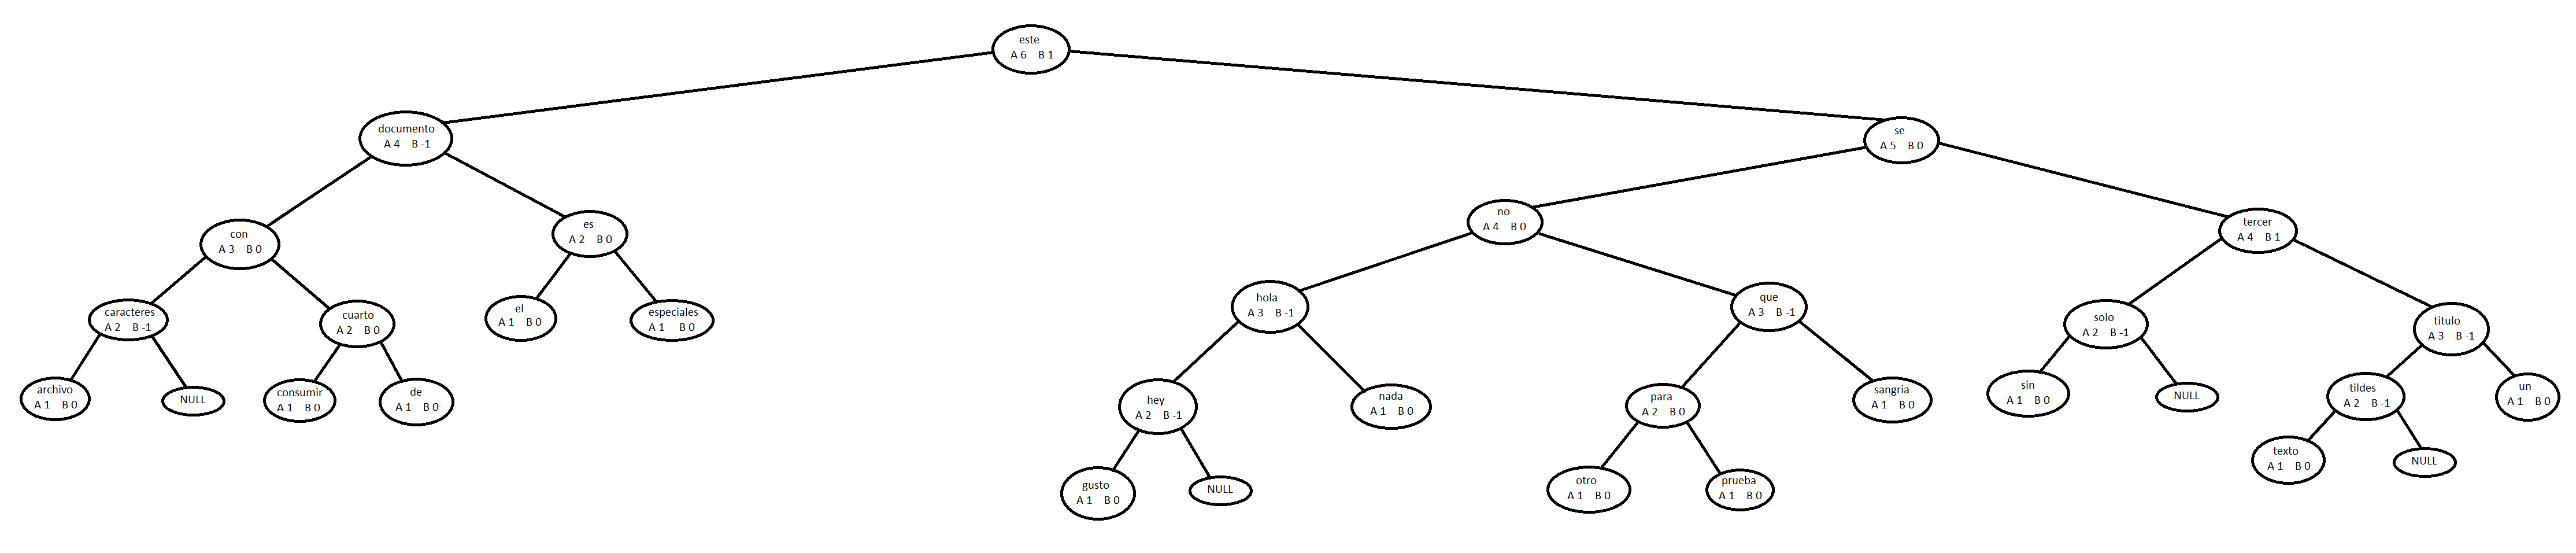 este
A 6 B 1
documento
A 4 B -1
se
A 5 B 0
con
A 3 B 0
es
A 2 B 0
no
A 4 B 0
tercer
A 4 B 1
caracteres
A 2 B -1
cuarto
A 2 B 0
el
A 1 B 0
especiales
A 1 B 0
hola
A 3 B -1
que
A 3 B -1
solo
A 2 B -1
titulo
A 3 B -1
archivo
A 1 B 0
NULL
consumir
A 1 B 0
de
A 1 B 0
hey
A 2 B -1
nada
A 1 B 0
para
A 2 B 0
sangria
A 1 B 0
sin
A 1 B 0
NULL
tildes
A 2 B -1
un
A 1 B 0
gusto
A 1 B 0
NULL
otro
A 1 B 0
prueba
A 1 B 0
texto
A 1 B 0
NULL